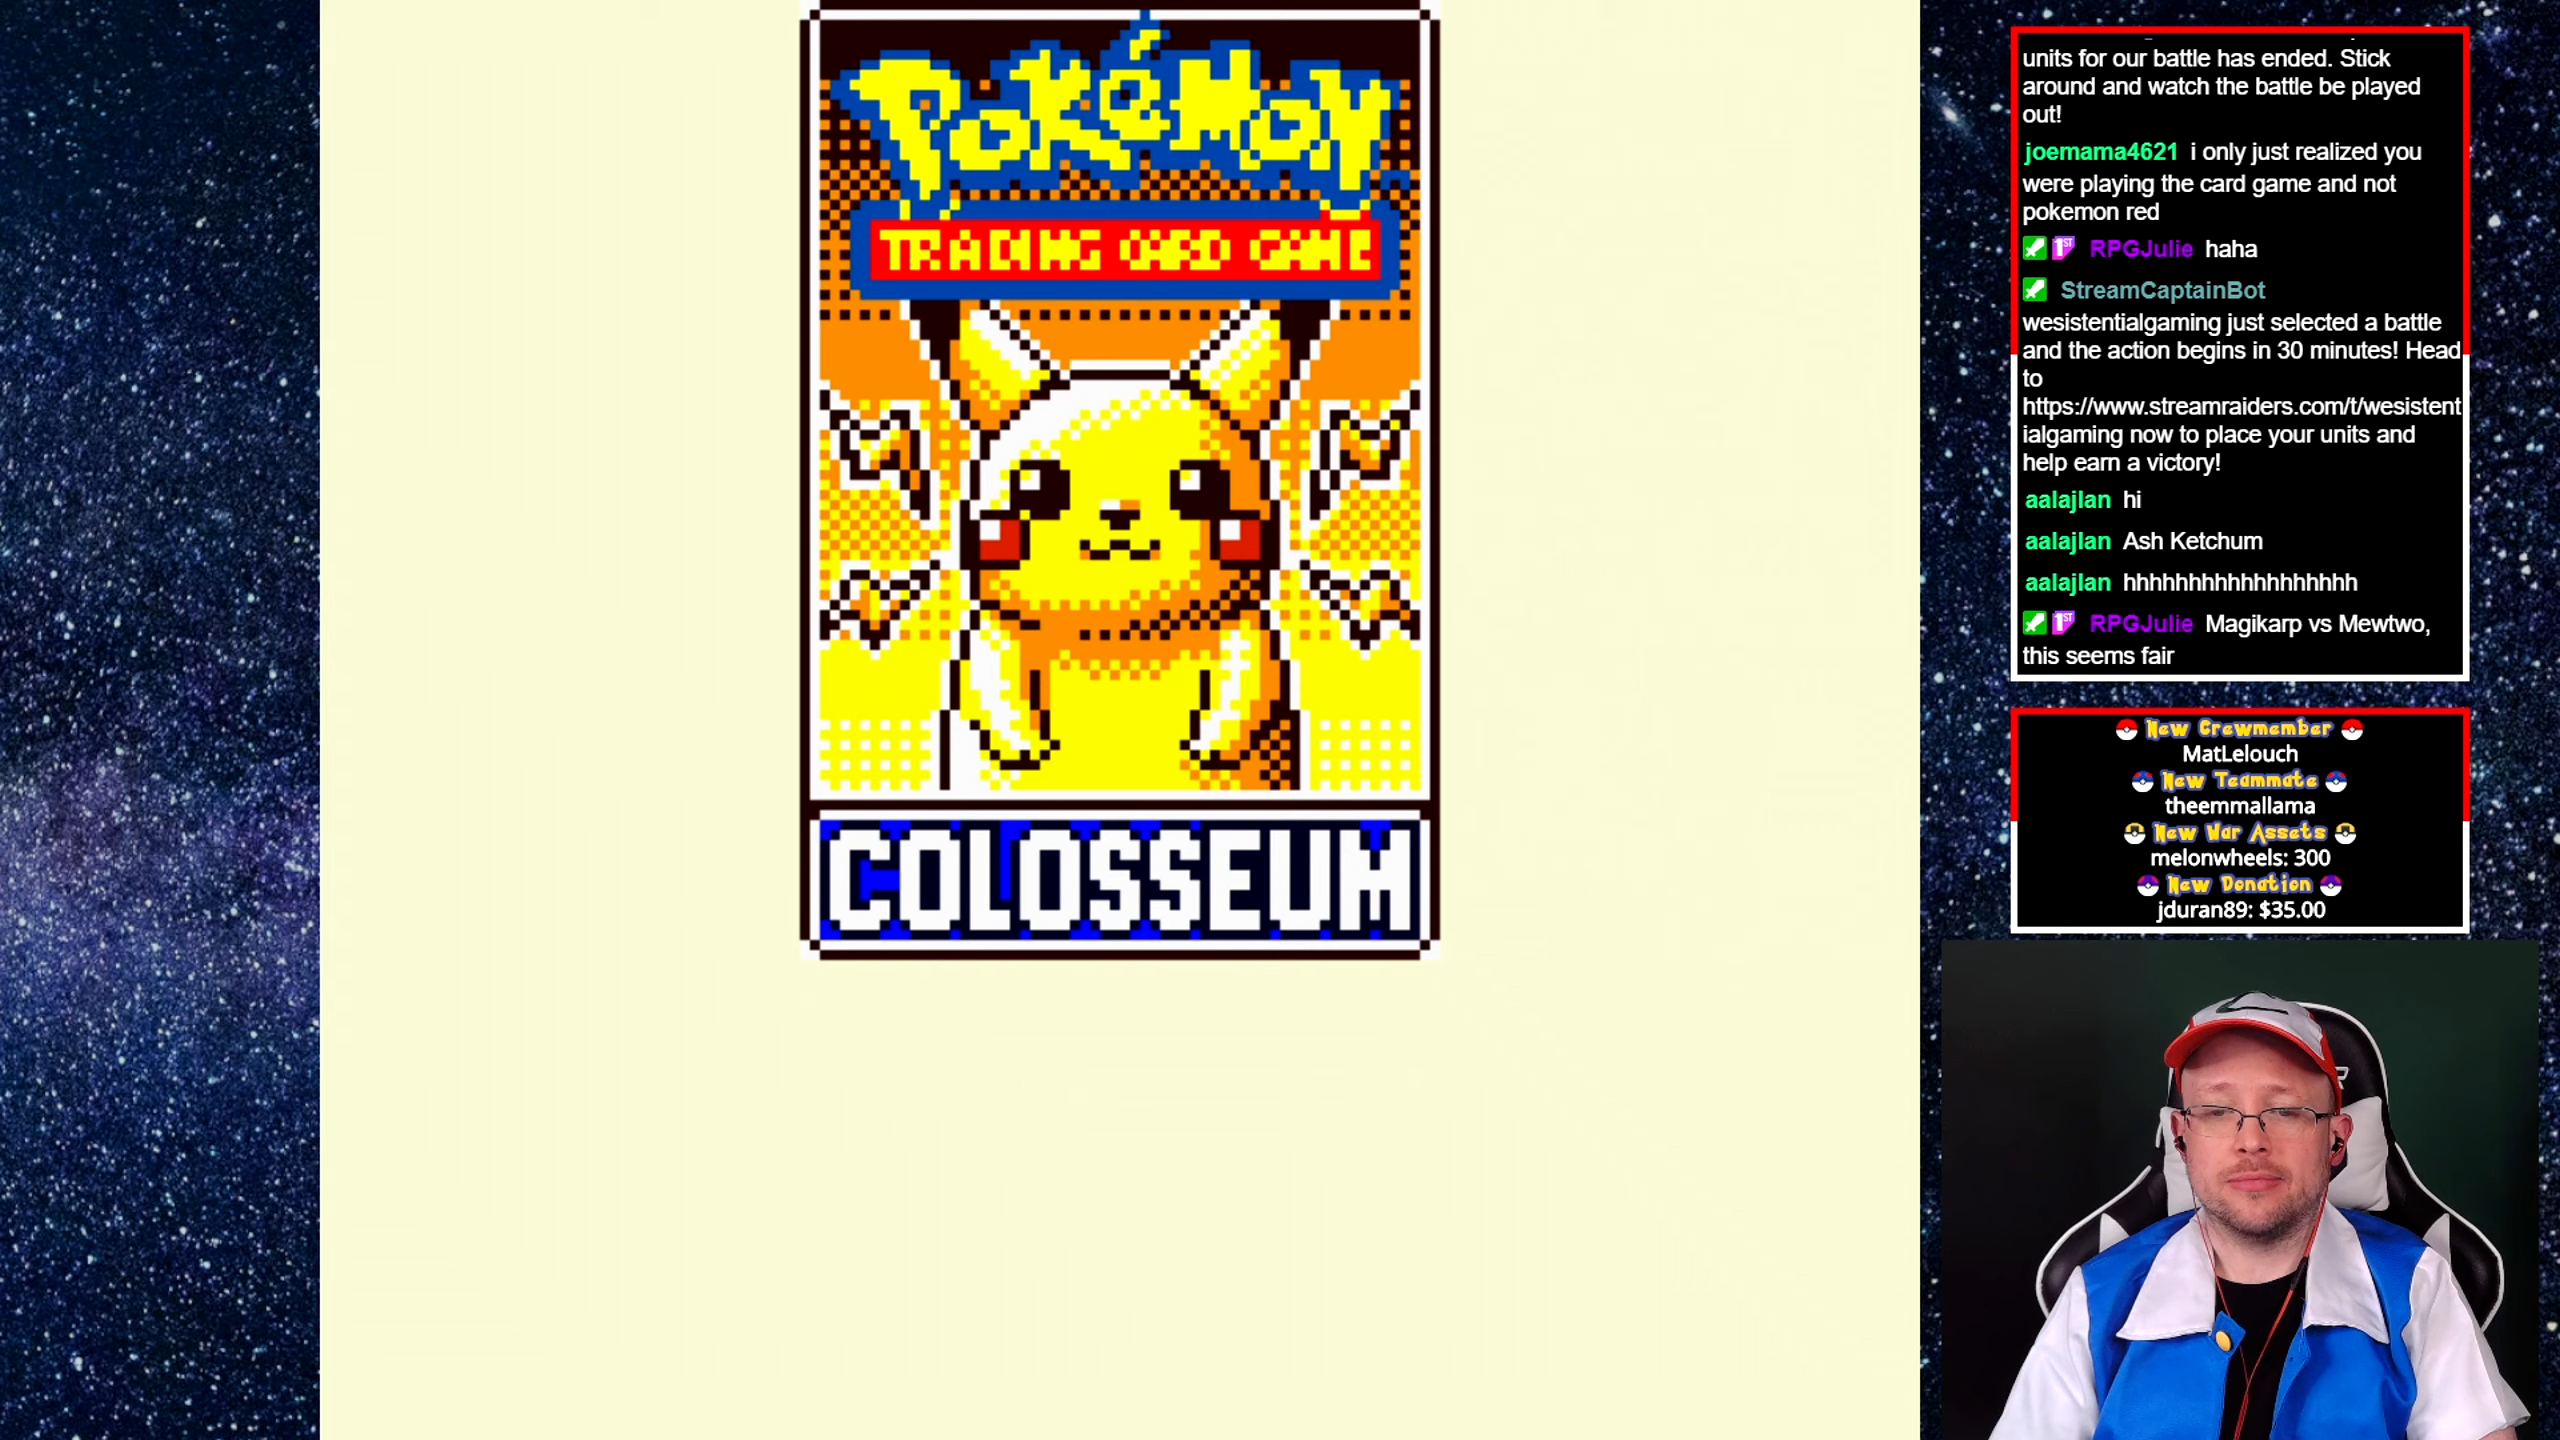 POKéMON
TRADING CARD GAME
COLOSSEUM
units for our battle has ended. Stick
around and watch the battle be played
out!
joemama4621 i only just realized you
were playing the card game and not
pokemon red
1ST RPGJulie haha
StreamCaptainBot
wesistentialgaming just selected a battle
and the action begins in 30 minutes! Head
to
https://www.streamraiders.com/t/wesistent
ialgaming now to place your units and
help earn a victory!
aalajlan hi
aalajlan Ash Ketchum
aalajlan hhhhhhhhhhhhhhhhhh
1ST RPGJulie Magikarp vs Mewtwo,
this seems fair
New Crewmember
MatLelouch
New Teammate
theemmallama
New War Assets
melonwheels: 300
New Donation
jduran89: $35.00